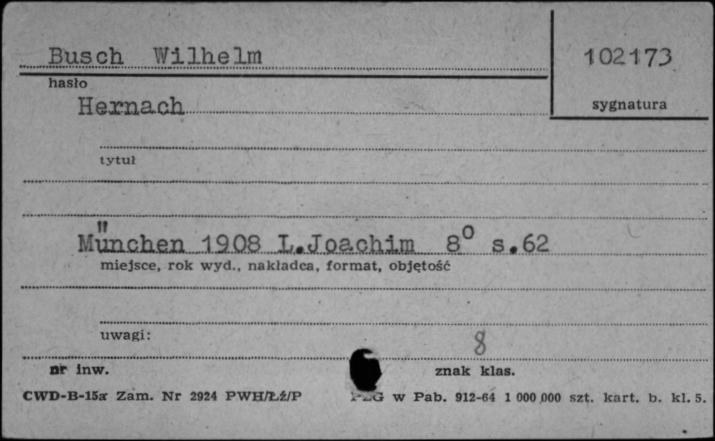 Busch Wilhelm
102173
hasło
Hernach
sygnatura
tytuł
München 1908 L.Joachim 8⁰ s.62
miejsce, rok wyd., nakładca, format, objętość
uwagi:
8
nr inw.
znak klas.
CWD-B-15a Zam. Nr 2924 PWH/Łź/P
w Pab. 912-64 1 000 000 szt. kart. b. kl. 5.